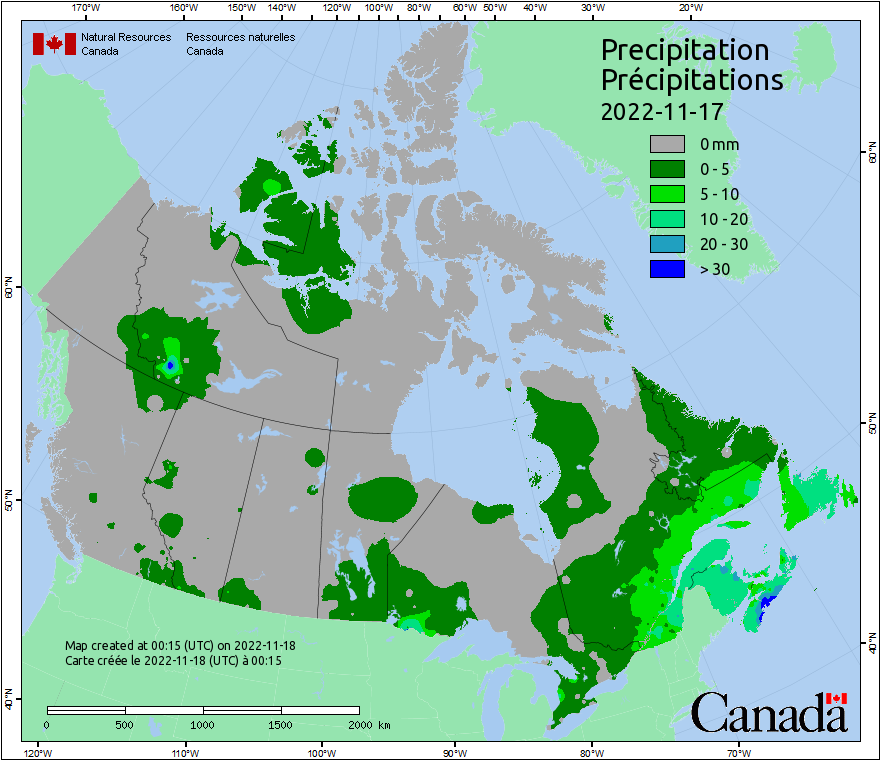 170°W 160°W 150°W 140°W 120°W 100°W 80°W 60°W 50°W 40°W 30°W 20°W
Natural Resources Ressources naturelles
Canada Canada
Precipitation
Précipitations
2022-11-17
0 mm
0 - 5
5 - 10
10 - 20
20 - 30
> 30
60°N
50°N
40°N
60°N
50°N
40°N
Map created at 00:15 (UTC) on 2022-11-18
Carte créée le 2022-11-18 (UTC) à 00:15
0 500 1000 1500 2000 km
Canada
120°W 110°W 100°W 90°W 80°W 70°W